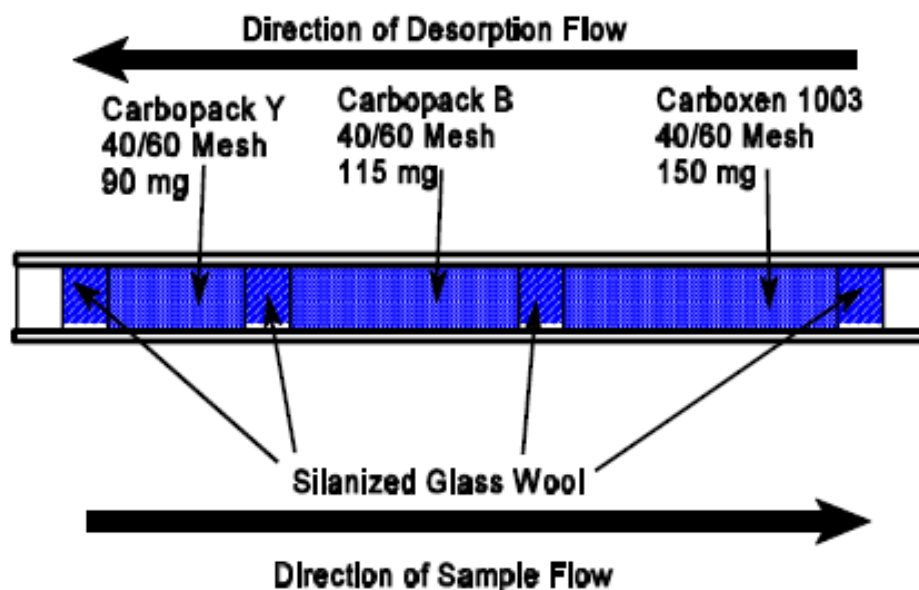 Direction of Desorption Flow
Carbopack Y
40/60 Mesh
90 mg
Carbopack B
40/60 Mesh
115 mg
Carboxen 1003
40/60 Mesh
150 mg
Silanized Glass Wool
Direction of Sample Flow